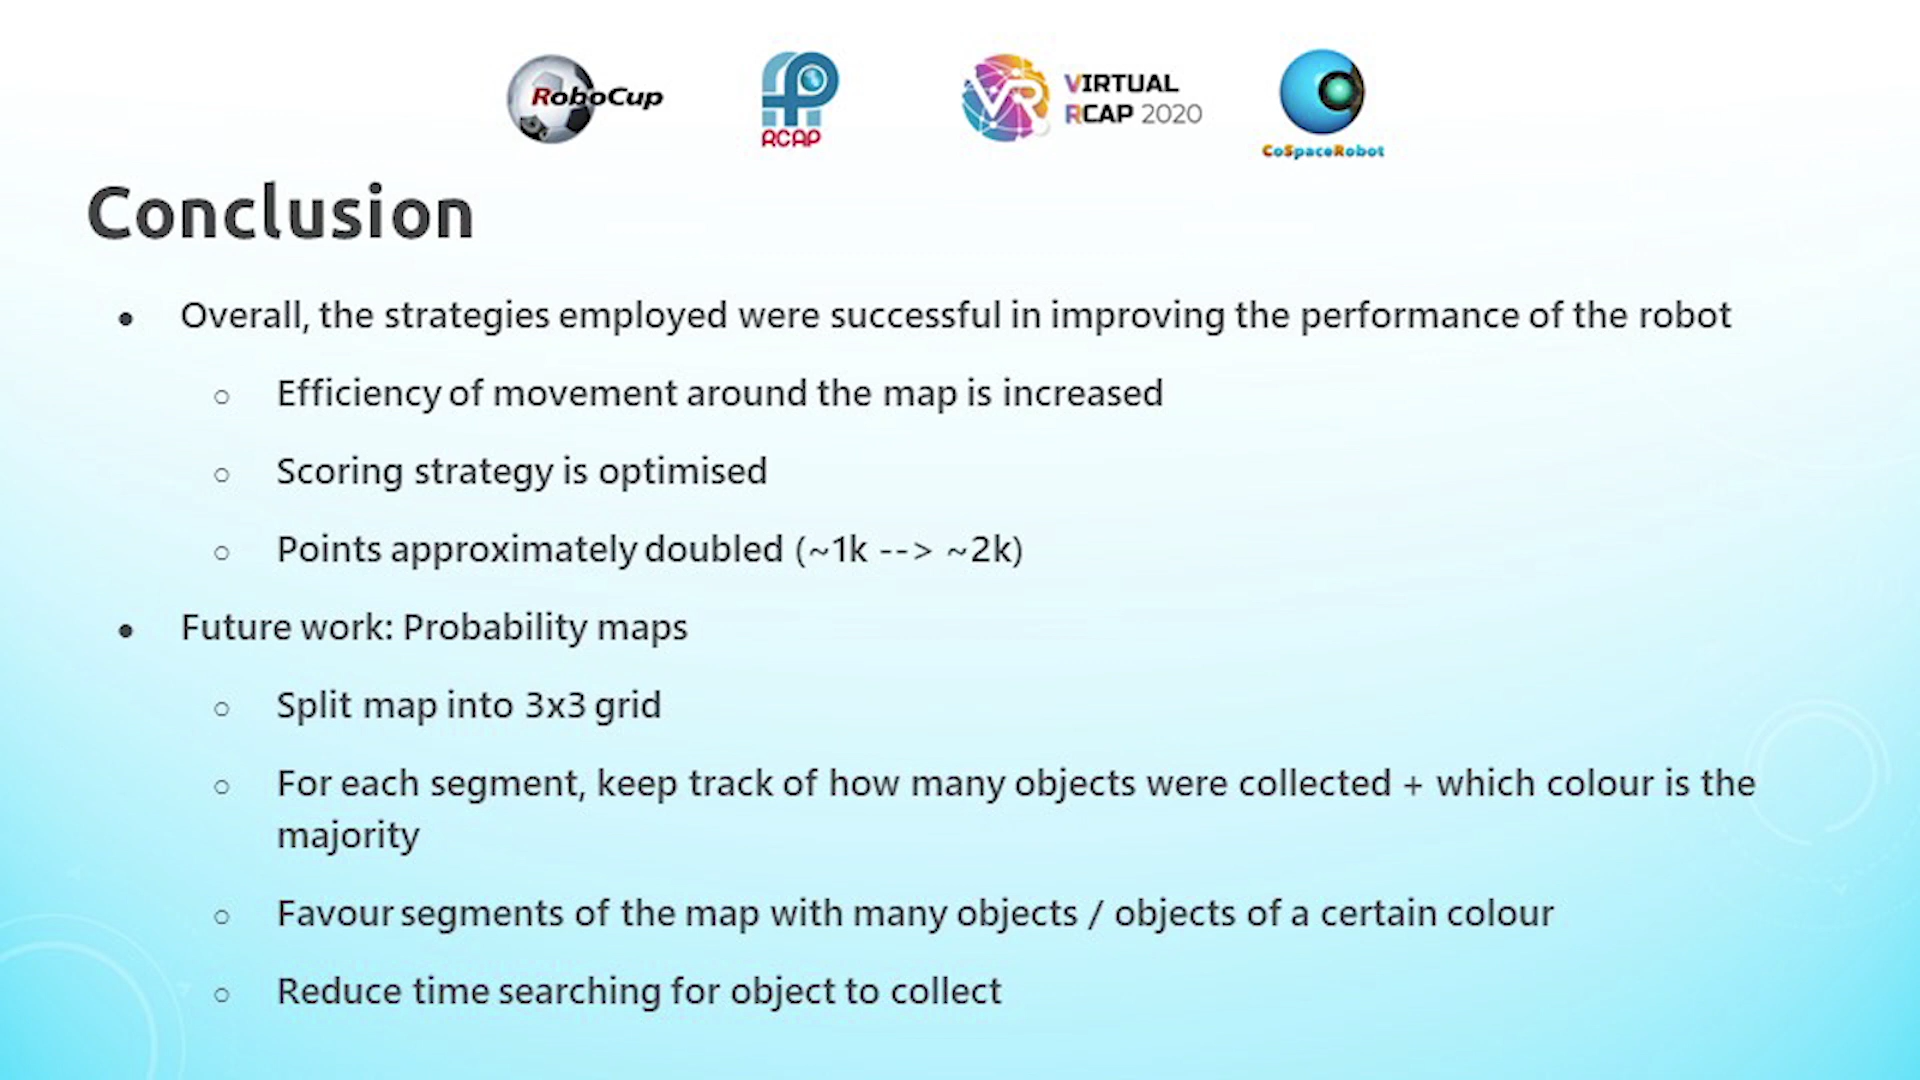 RoboCup
RCAP
VR
VIRTUAL
RCAP 2020
CoSpaceRobot
Conclusion
● Overall, the strategies employed were successful in improving the performance of the robot
○ Efficiency of movement around the map is increased
○ Scoring strategy is optimised
○ Points approximately doubled (~1k --> ~2k)
● Future work: Probability maps
○ Split map into 3x3 grid
○ For each segment, keep track of how many objects were collected + which colour is the
majority
○ Favour segments of the map with many objects / objects of a certain colour
○ Reduce time searching for object to collect